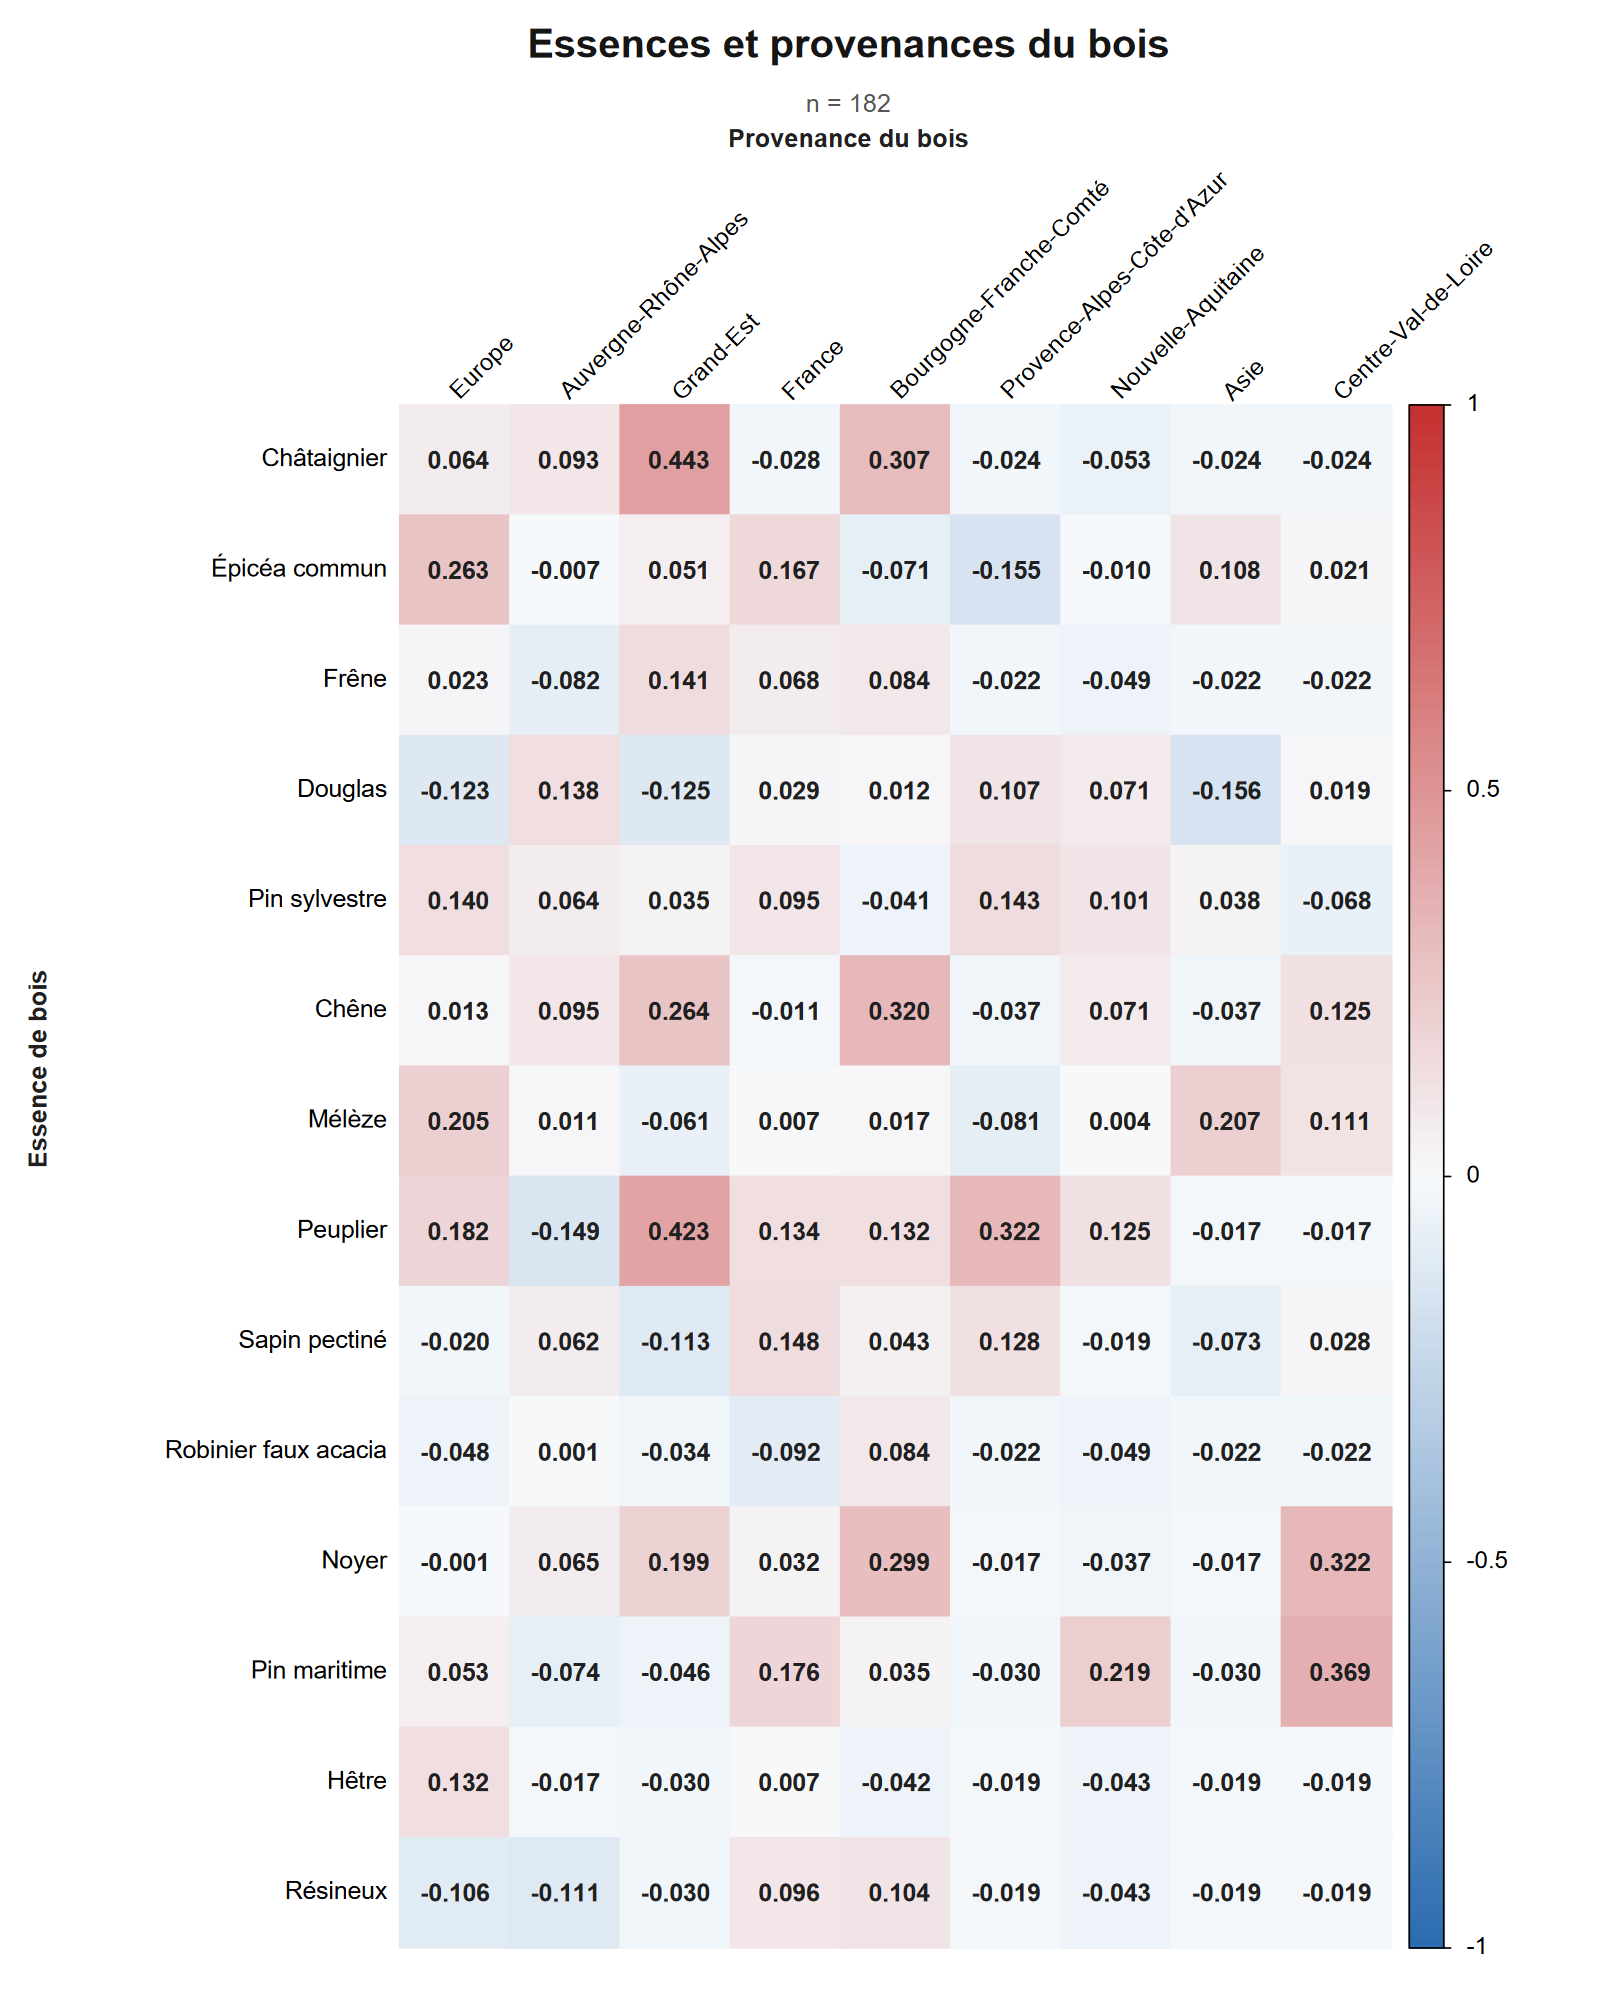 Essences et provenances du bois
n = 182
Provenance du bois
Europe
Auvergne-Rhône-Alpes
Grand-Est
France
Bourgogne-Franche-Comté
Provence-Alpes-Côte-d'Azur
Nouvelle-Aquitaine
Asie
Centre-Val-de-Loire
Essence de bois
Châtaignier 0.064 0.093 0.443 -0.028 0.307 -0.024 -0.053 -0.024 -0.024
Épicéa commun 0.263 -0.007 0.051 0.167 -0.071 -0.155 -0.010 0.108 0.021
Frêne 0.023 -0.082 0.141 0.068 0.084 -0.022 -0.049 -0.022 -0.022
Douglas -0.123 0.138 -0.125 0.029 0.012 0.107 0.071 -0.156 0.019
Pin sylvestre 0.140 0.064 0.035 0.095 -0.041 0.143 0.101 0.038 -0.068
Chêne 0.013 0.095 0.264 -0.011 0.320 -0.037 0.071 -0.037 0.125
Mélèze 0.205 0.011 -0.061 0.007 0.017 -0.081 0.004 0.207 0.111
Peuplier 0.182 -0.149 0.423 0.134 0.132 0.322 0.125 -0.017 -0.017
Sapin pectiné -0.020 0.062 -0.113 0.148 0.043 0.128 -0.019 -0.073 0.028
Robinier faux acacia -0.048 0.001 -0.034 -0.092 0.084 -0.022 -0.049 -0.022 -0.022
Noyer -0.001 0.065 0.199 0.032 0.299 -0.017 -0.037 -0.017 0.322
Pin maritime 0.053 -0.074 -0.046 0.176 0.035 -0.030 0.219 -0.030 0.369
Hêtre 0.132 -0.017 -0.030 0.007 -0.042 -0.019 -0.043 -0.019 -0.019
Résineux -0.106 -0.111 -0.030 0.096 0.104 -0.019 -0.043 -0.019 -0.019
1
0.5
0
-0.5
-1